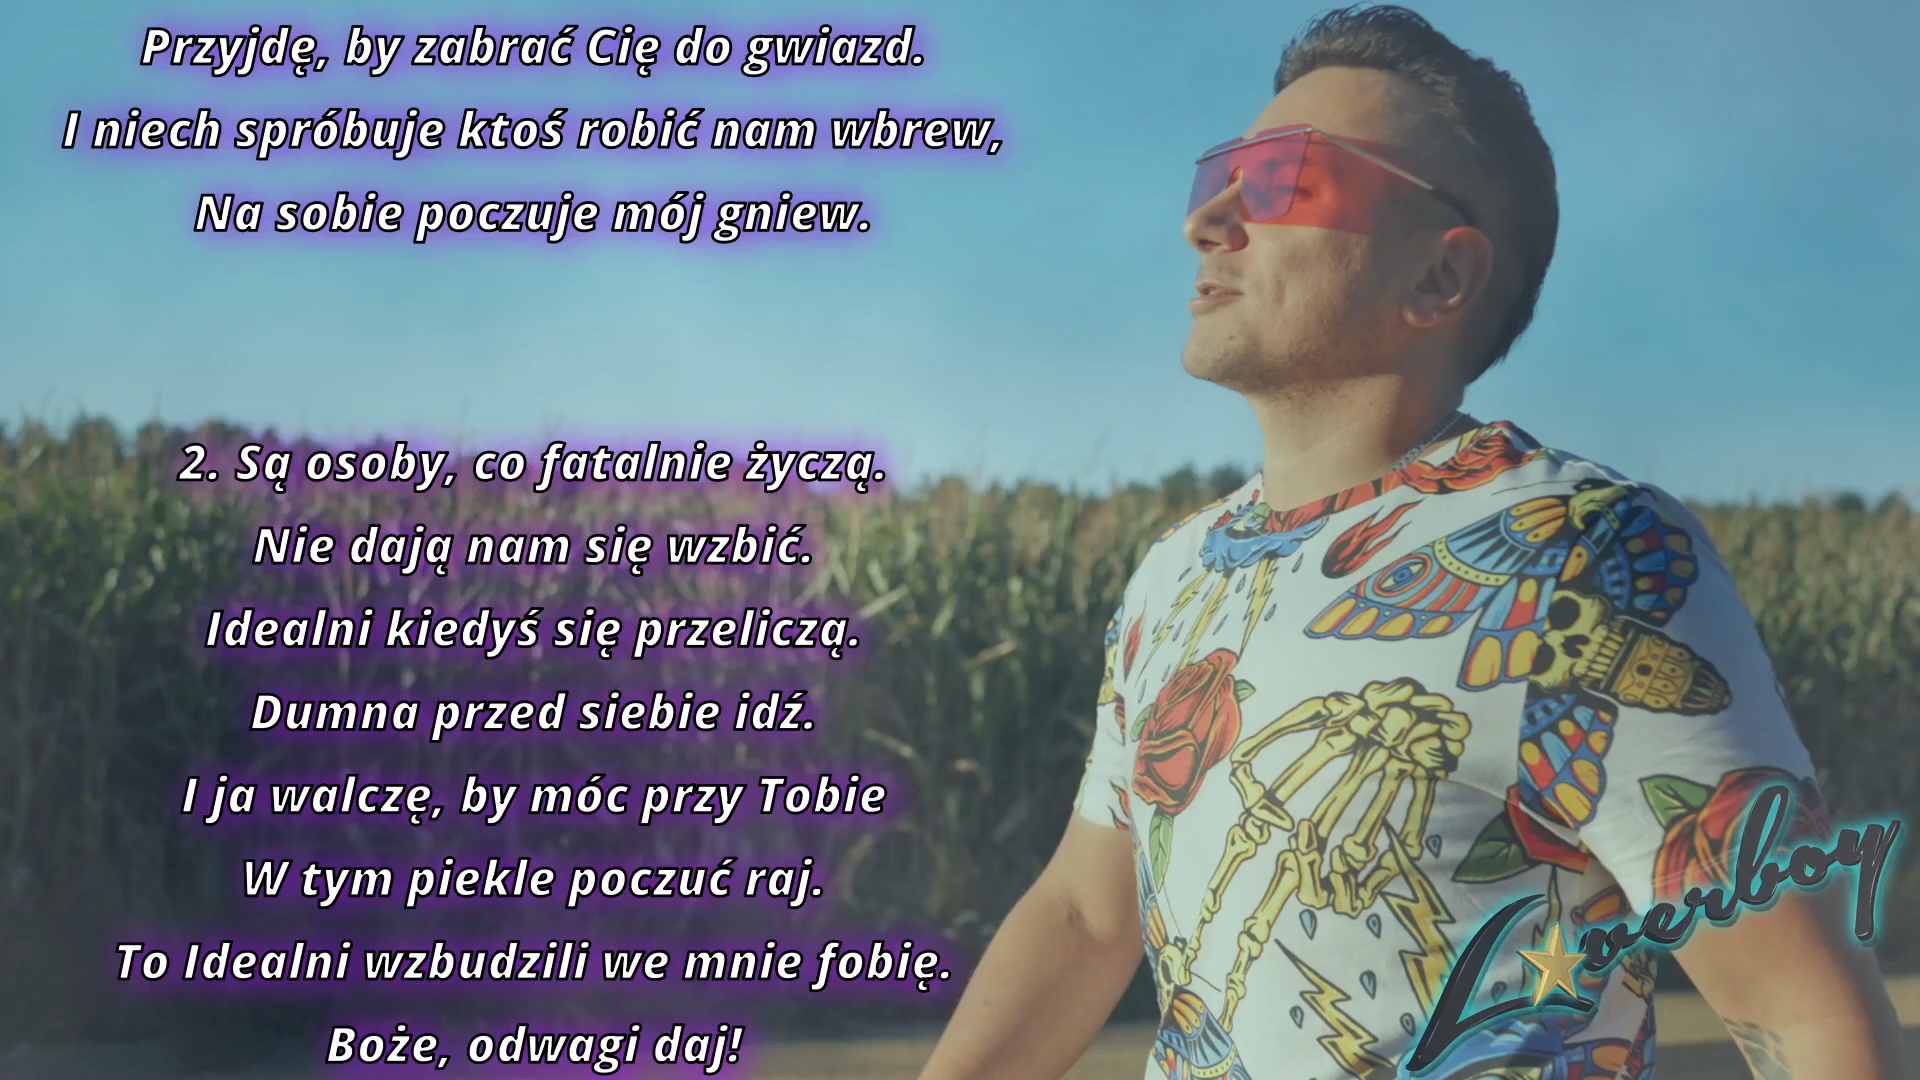 Przyjdę, by zabrać Cię do gwiazd.
I niech spróbuje ktoś robić nam wbrew,
Na sobie poczuje mój gniew.
2. Są osoby, co fatalnie życzą.
Nie dają nam się wzbić.
Idealni kiedyś się przeliczą.
Dumna przed siebie idź.
I ja walczę, by móc przy Tobie
W tym piekle poczuć raj.
To Idealni wzbudzili we mnie fobię.
Boże, odwagi daj!
Loverboy